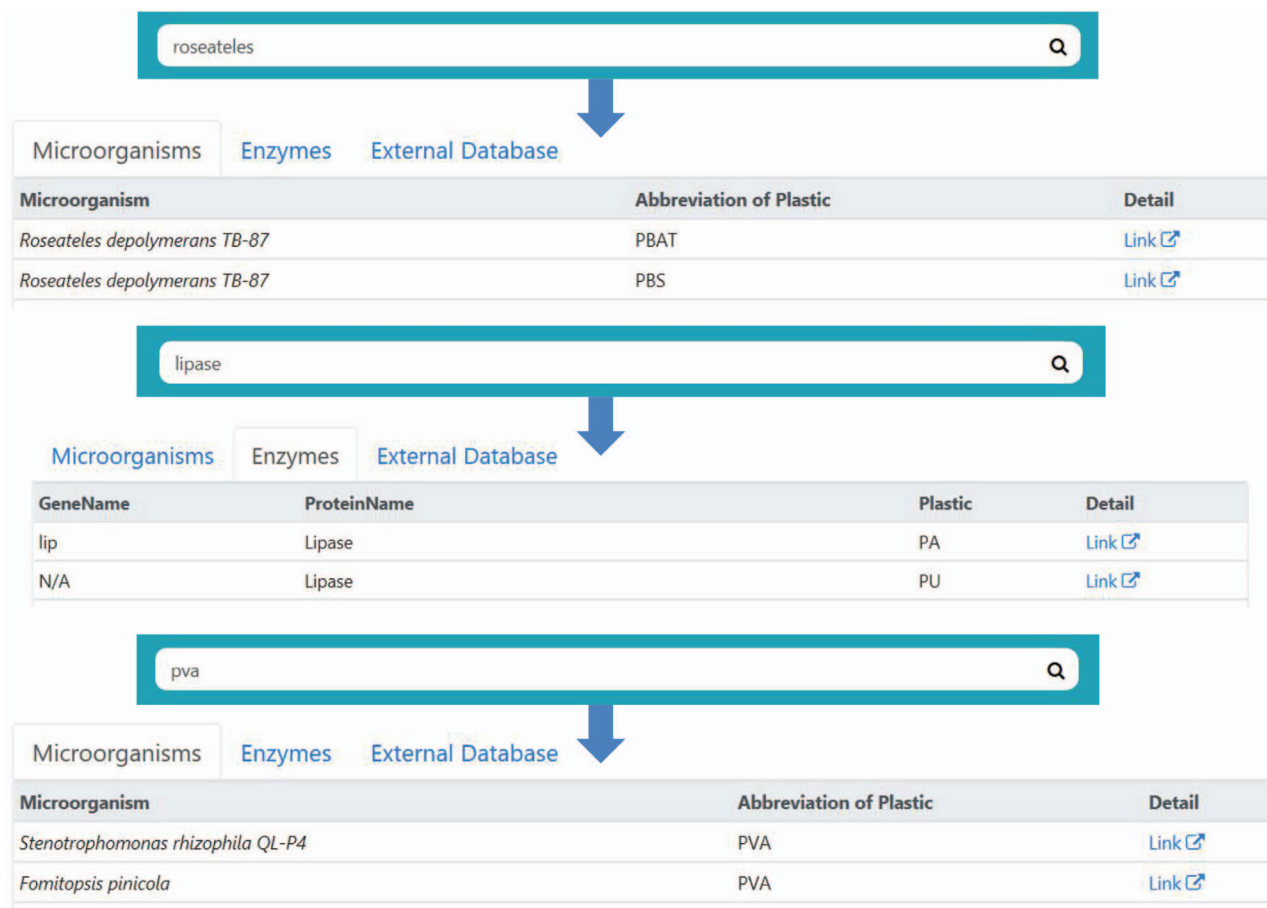 roseateles
Microorganisms Enzymes External Database
Microorganism Abbreviation of Plastic Detail
Roseateles depolymerans TB-87 PBAT Link
Roseateles depolymerans TB-87 PBS Link
lipase
Microorganisms Enzymes External Database
GeneName ProteinName Plastic Detail
lip Lipase PA Link
N/A Lipase PU Link
pva
Microorganisms Enzymes External Database
Microorganism Abbreviation of Plastic Detail
Stenotrophomonas rhizophila QL-P4 PVA Link
Fomitopsis pinicola PVA Link